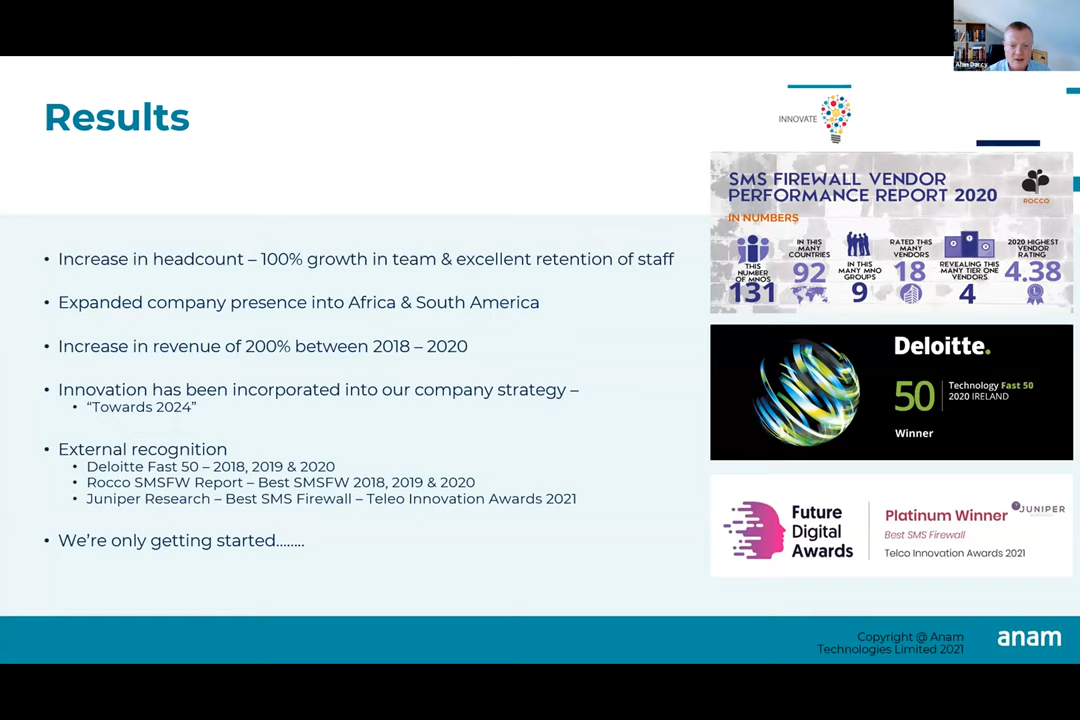 Alan Darcy
Results
INNOVATE
SMS FIREWALL VENDOR
PERFORMANCE REPORT 2020
ROCCO
IN NUMBERS
THIS
NUMBER
OF MNOS
131
IN THIS
MANY
COUNTRIES
92
IN THIS
MANY MNO
GROUPS
9
RATED THIS
MANY
VENDORS
18
REVEALING THIS
MANY TIER ONE
VENDORS
4
2020 HIGHEST
VENDOR
RATING
4.38
• Increase in headcount – 100% growth in team & excellent retention of staff
• Expanded company presence into Africa & South America
• Increase in revenue of 200% between 2018 – 2020
• Innovation has been incorporated into our company strategy –
• “Towards 2024”
• External recognition
• Deloitte Fast 50 – 2018, 2019 & 2020
• Rocco SMSFW Report – Best SMSFW 2018, 2019 & 2020
• Juniper Research – Best SMS Firewall – Teleo Innovation Awards 2021
• We’re only getting started........
Deloitte.
50
Technology Fast 50
2020 IRELAND
Winner
Future
Digital
Awards
Platinum Winner
JUNIPER
Best SMS Firewall
Telco Innovation Awards 2021
Copyright @ Anam
Technologies Limited 2021
anam